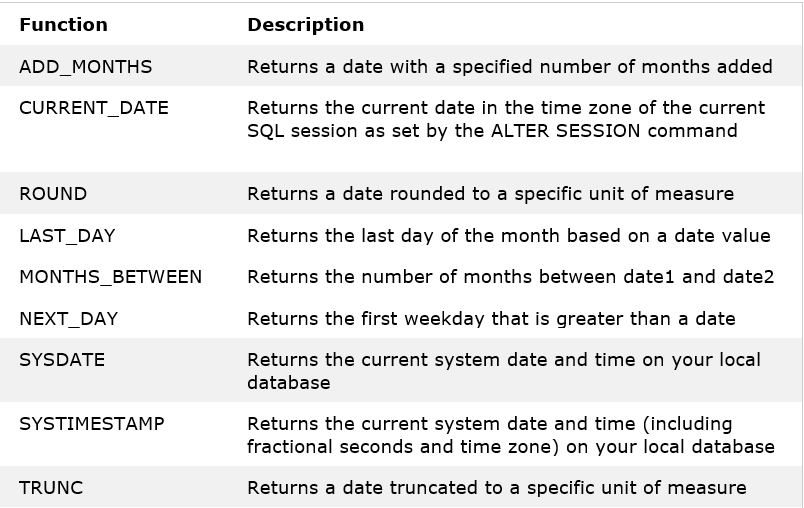 Function Description
ADD_MONTHS Returns a date with a specified number of months added
CURRENT_DATE Returns the current date in the time zone of the current
SQL session as set by the ALTER SESSION command
ROUND Returns a date rounded to a specific unit of measure
LAST_DAY Returns the last day of the month based on a date value
MONTHS_BETWEEN Returns the number of months between date1 and date2
NEXT_DAY Returns the first weekday that is greater than a date
SYSDATE Returns the current system date and time on your local
database
SYSTIMESTAMP Returns the current system date and time (including
fractional seconds and time zone) on your local database
TRUNC Returns a date truncated to a specific unit of measure